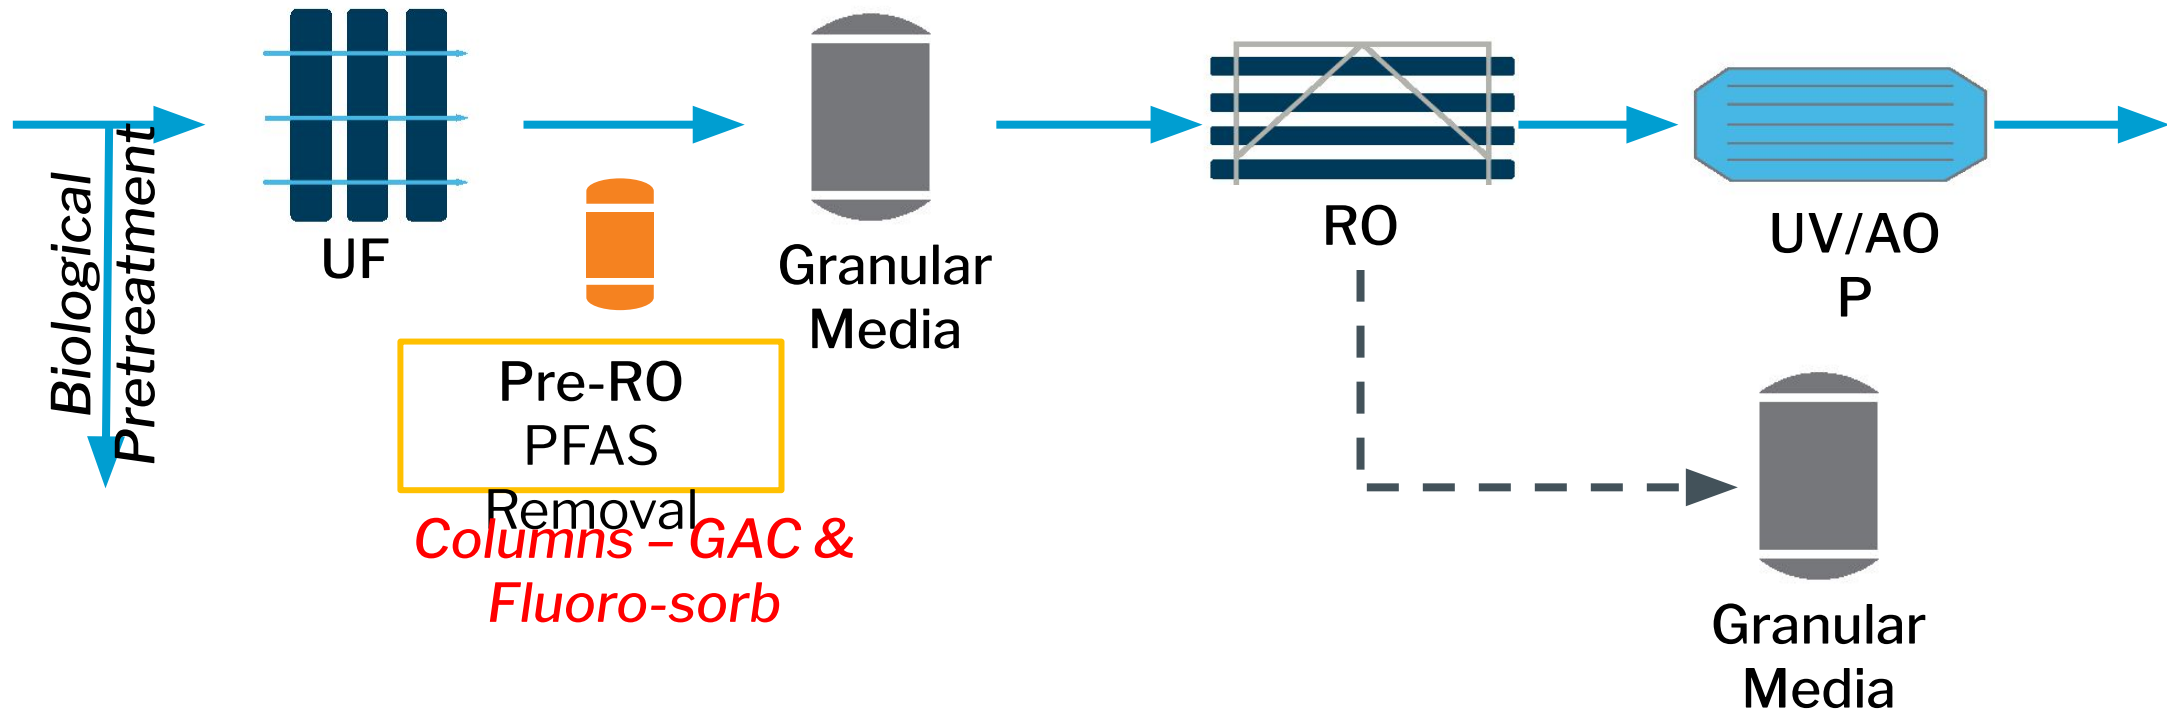 Biological
Pretreatment
UF
Pre-RO
PFAS
Removal
Columns – GAC &
Fluoro-sorb
Granular
Media
RO
UV/AO
P
Granular
Media